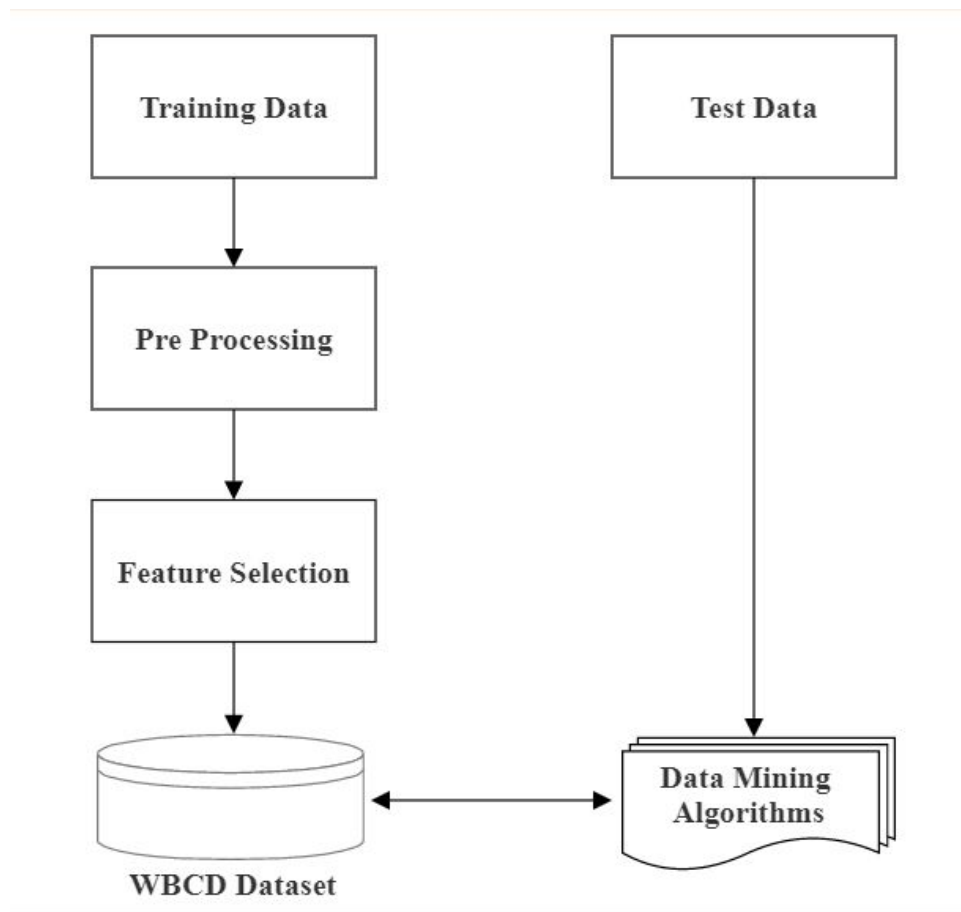 Training Data
Test Data
Pre Processing
Feature Selection
Data Mining
Algorithms
WBCD Dataset